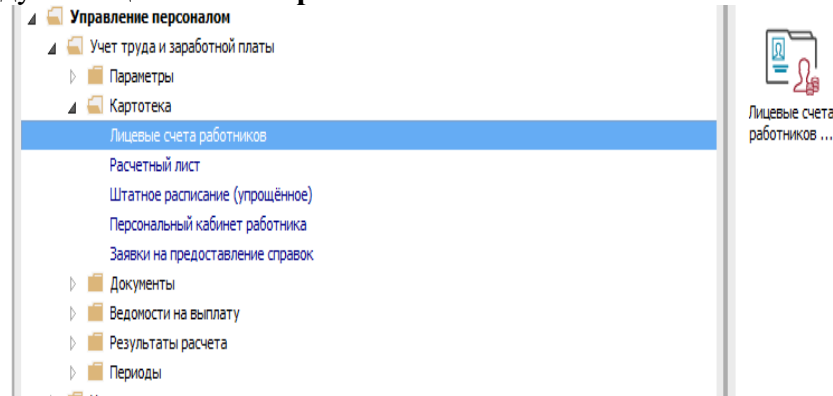 Управление персоналом
Учет труда и заработной платы
Параметры
Картотека
Лицевые счета работников
Расчетный лист
Штатное расписание (упрощённое)
Персональный кабинет работника
Заявки на предоставление справок
Документы
Ведомости на выплату
Результаты расчета
Периоды
Лицевые счета
работников ...